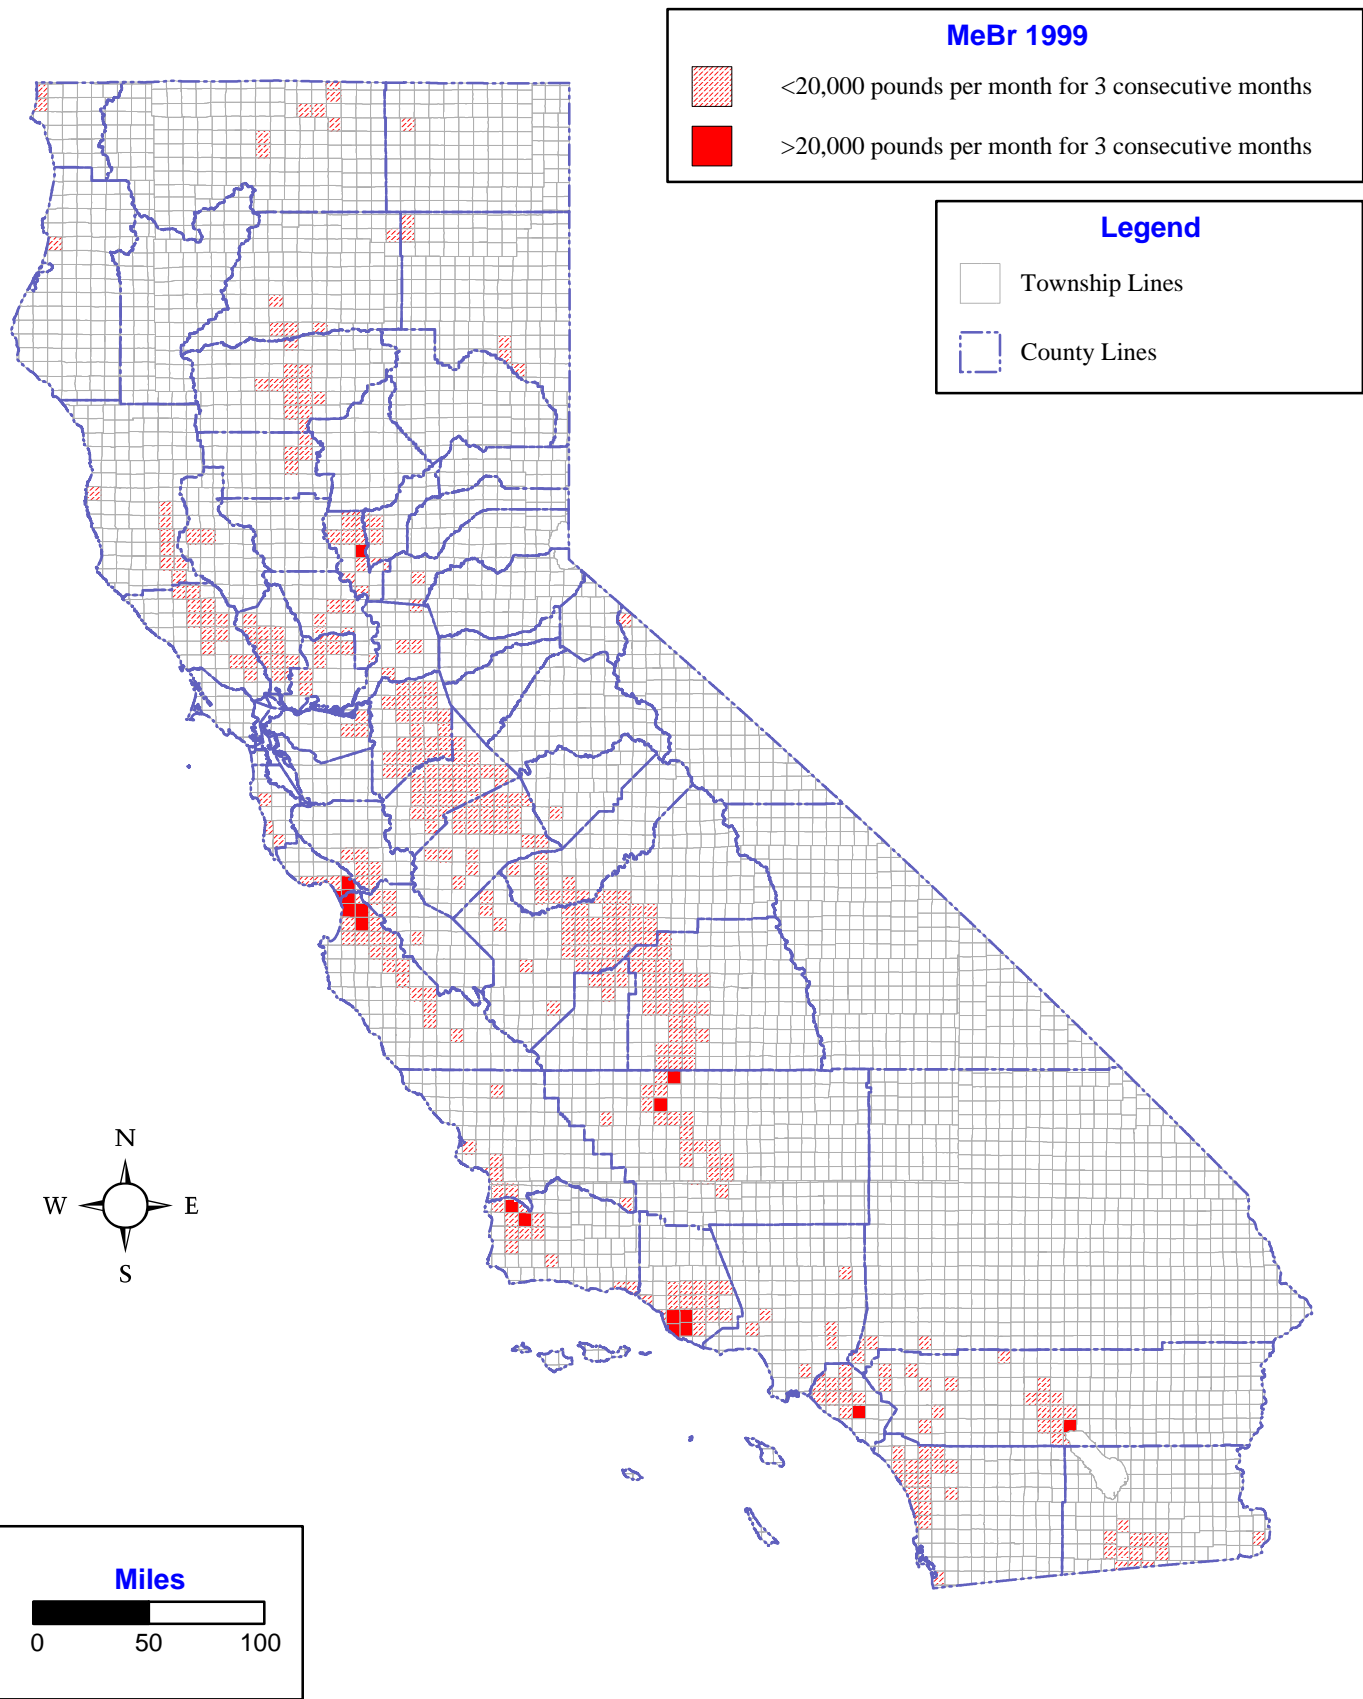 MeBr 1999
<20,000 pounds per month for 3 consecutive months
>20,000 pounds per month for 3 consecutive months
Legend
Township Lines
County Lines
N
W E
S
Miles
0 50 100